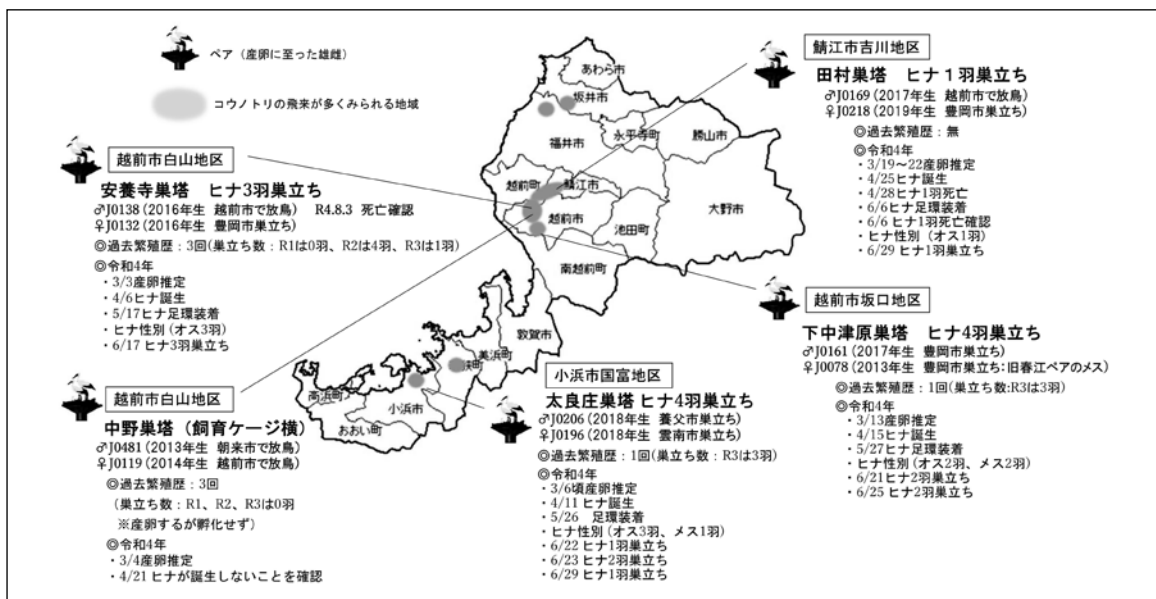 ペア（産卵に至った雄雌）
コウノトリの飛来が多くみられる地域
越前市白山地区
安養寺巣塔　ヒナ3羽巣立ち
♂J0138(2016年生 越前市で放鳥)　R4.8.3 死亡確認
♀J0132(2016年生 豊岡市巣立ち)
◎過去繁殖歴：3回(巣立ち数：R1は0羽、R2は4羽、R3は1羽)
◎令和4年
・3/3産卵推定
・4/6ヒナ誕生
・5/17ヒナ足環装着
・ヒナ性別(オス3羽)
・6/17 ヒナ3羽巣立ち
越前市白山地区
中野巣塔（飼育ケージ横）
♂J0481(2013年生 朝来市で放鳥)
♀J0119(2014年生 越前市で放鳥)
◎過去繁殖歴：3回
(巣立ち数：R1、R2、R3は0羽
※産卵するが孵化せず)
◎令和4年
・3/4産卵推定
・4/21 ヒナが誕生しないことを確認
あわら市
坂井市
福井市
永平寺町
勝山市
越前町
鯖江市
越前市
池田町
大野市
南越前町
敦賀市
美浜町
狭町
高浜町
小浜市
おおい町
小浜市国富地区
太良庄巣塔 ヒナ4羽巣立ち
♂J0206(2018年生 養父市巣立ち)
♀J0196(2018年生 雲南市巣立ち)
◎過去繁殖歴：1回(巣立ち数：R3は3羽)
◎令和4年
・3/6頃産卵推定
・4/11 ヒナ誕生
・5/26　足環装着
・ヒナ性別(オス3羽、メス1羽)
・6/22 ヒナ1羽巣立ち
・6/23 ヒナ2羽巣立ち
・6/29 ヒナ1羽巣立ち
鯖江市吉川地区
田村巣塔　ヒナ1羽巣立ち
♂J0169(2017年生 越前市で放鳥)
♀J0218(2019年生 豊岡市巣立ち)
◎過去繁殖歴：無
◎令和4年
・3/19～22産卵推定
・4/25ヒナ誕生
・4/28ヒナ1羽死亡
・6/6ヒナ足環装着
・6/6 ヒナ1羽死亡確認
・ヒナ性別（オス1羽）
・6/29 ヒナ1羽巣立ち
越前市坂口地区
下中津原巣塔　ヒナ4羽巣立ち
♂J0161(2017年生 豊岡市巣立ち)
♀J0078(2013年生 豊岡市巣立ち:旧春江ペアのメス)
◎過去繁殖歴：1回(巣立ち数:R3は3羽)
◎令和4年
・3/13産卵推定
・4/15ヒナ誕生
・5/27ヒナ足環装着
・ヒナ性別(オス2羽、メス2羽)
・6/21ヒナ2羽巣立ち
・6/25 ヒナ2羽巣立ち